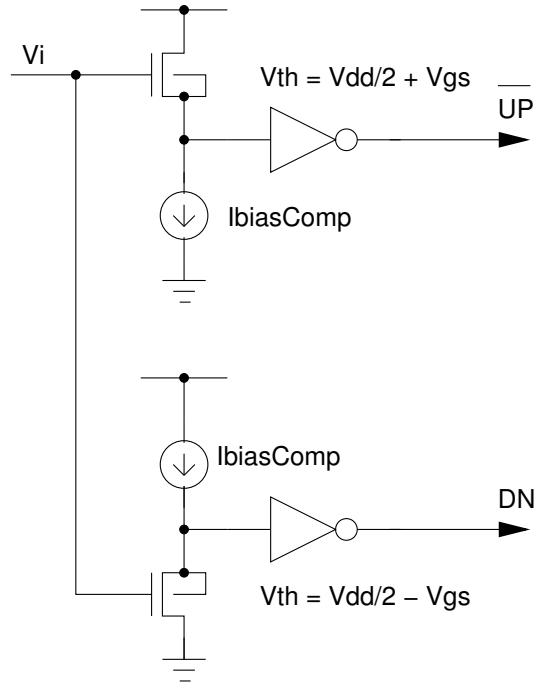 Vi
Vth = Vdd/2 + Vgs
UP
IbiasComp
IbiasComp
DN
Vth = Vdd/2 − Vgs